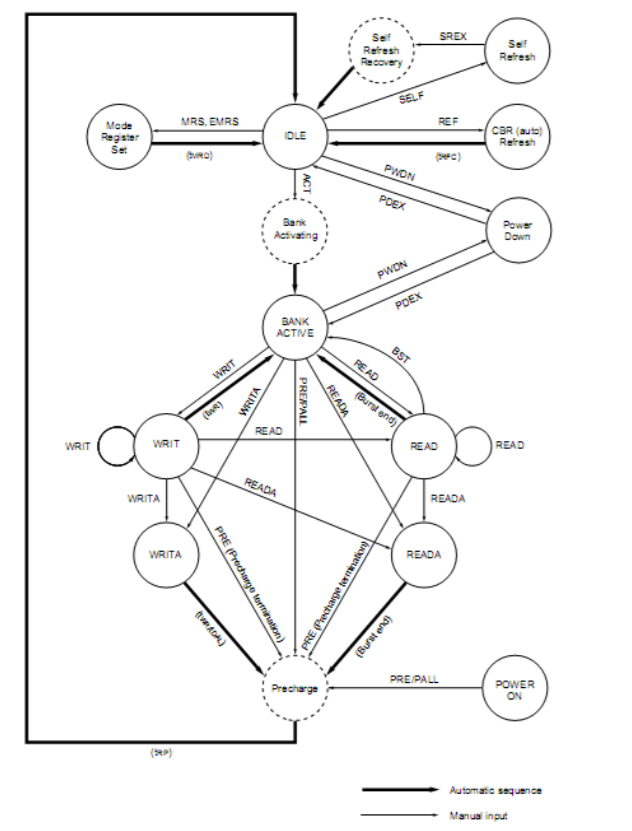 Self
Refresh
Recovery
SREX
Self
Refresh
SELF
Mode
Register
Set
MRS, EMRS
(tMRD)
IDLE
REF
(tRFC)
CBR (auto)
Refresh
ACT
PWDN
PDEX
Bank
Activating
Power
Down
PWDN
PDEX
BANK
ACTIVE
BST
WRIT
(tWR)
WRITA
PRE/PALL
READA
READ
(Burst end)
WRIT
WRIT
READ
READ
READ
WRITA
READA
READA
WRITA
READA
PRE (Precharge termination)
PRE (Precharge termination)
(Burst end)
Precharge
PRE/PALL
POWER
ON
(tRP)
Automatic sequence
Manual input